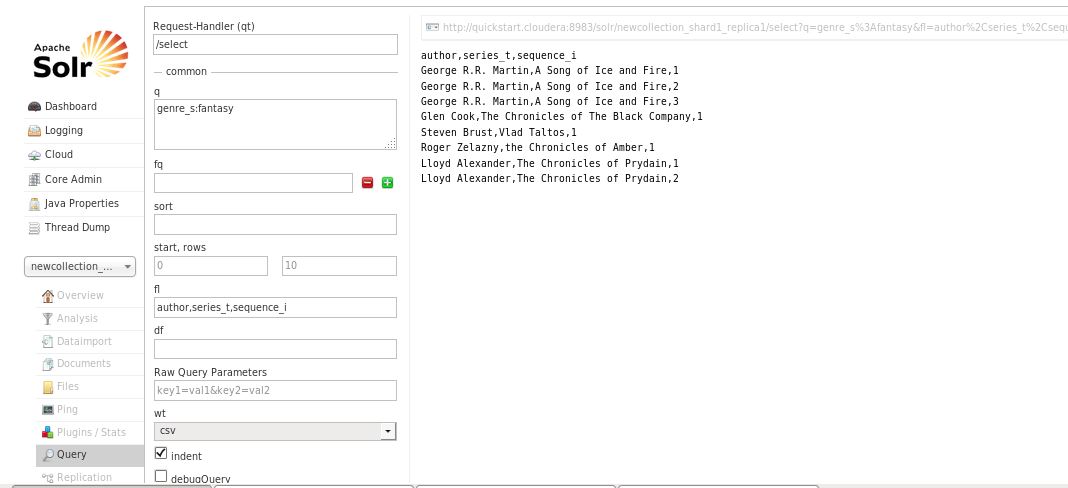 Apache
Solr
Dashboard
Logging
Cloud
Core Admin
Java Properties
Thread Dump
newcollection_...
Overview
Analysis
Dataimport
Documents
Files
Ping
Plugins / Stats
Query
Replication
Request-Handler (qt)
/select
common
q
genre_s:fantasy
fq
sort
start, rows
0 10
fl
author,series_t,sequence_i
df
Raw Query Parameters
key1=val1&key2=val2
wt
csv
indent
debugQuery
http://quickstart.cloudera:8983/solr/newcollection_shard1_replica1/select?q=genre_s%3Afantasy&fl=author%2Cseries_t%2Csequ
author,series_t,sequence_i
George R.R. Martin,A Song of Ice and Fire,1
George R.R. Martin,A Song of Ice and Fire,2
George R.R. Martin,A Song of Ice and Fire,3
Glen Cook,The Chronicles of The Black Company,1
Steven Brust,Vlad Taltos,1
Roger Zelazny,the Chronicles of Amber,1
Lloyd Alexander,The Chronicles of Prydain,1
Lloyd Alexander,The Chronicles of Prydain,2